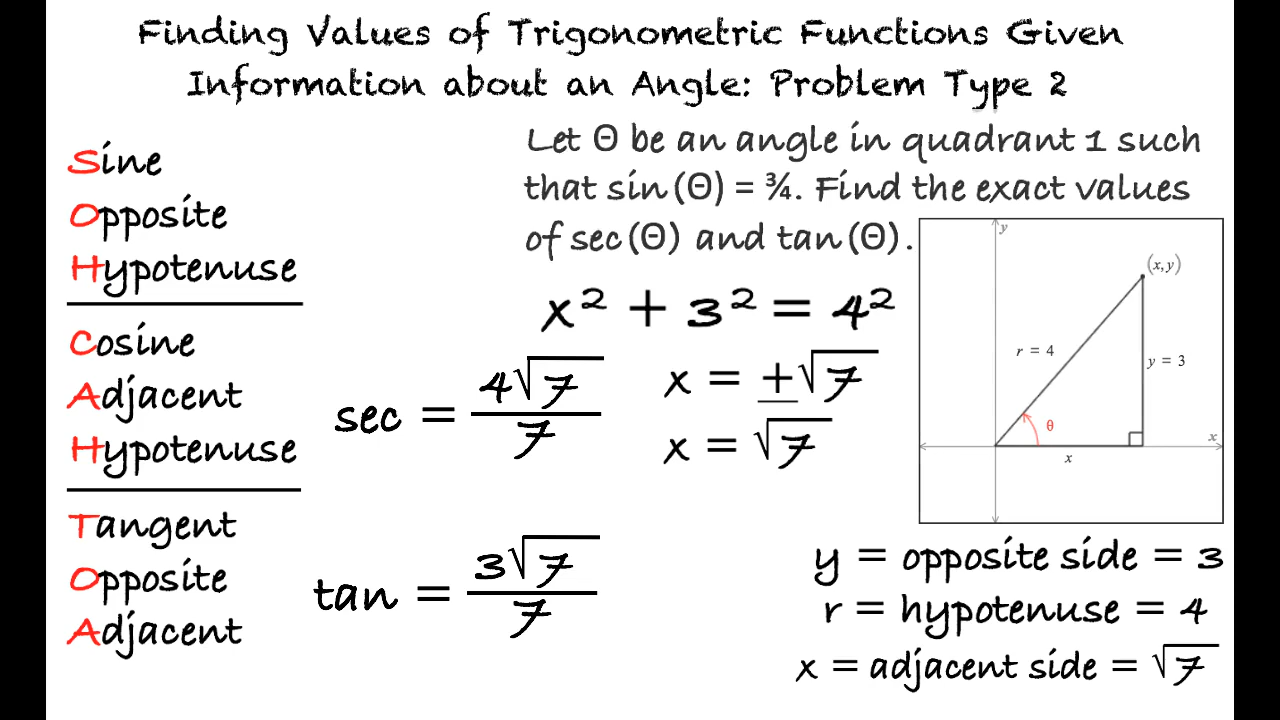 Finding Values of Trigonometric Functions Given
Information about an Angle: Problem Type 2
Sine
Opposite
Hypotenuse
Cosine
Adjacent
Hypotenuse
Tangent
Opposite
Adjacent
Let Θ be an angle in quadrant 1 such
that sin(Θ) = ¾. Find the exact values
of sec(Θ) and tan(Θ).
x² + 3² = 4²
x = ±√7
x = √7
sec = 4√7/7
tan = 3√7/7
y
(x, y)
r = 4
y = 3
θ
x
x
y = opposite side = 3
r = hypotenuse = 4
x = adjacent side = √7